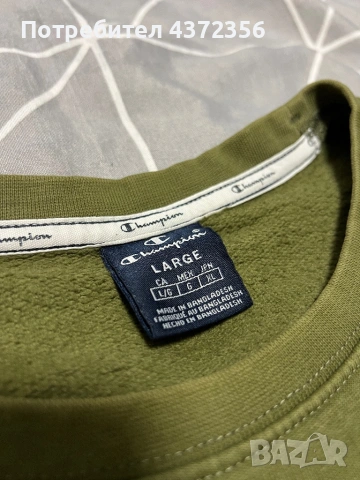 Потребител 4372356
Champion
Champion
Champion
Champion
LARGE
CA MEX JPN
L/G G XL
MADE IN BANGLADESH
FABRIQUÉ AU BANGLADESH
HECHO EN BANGLADESH
BAZAR